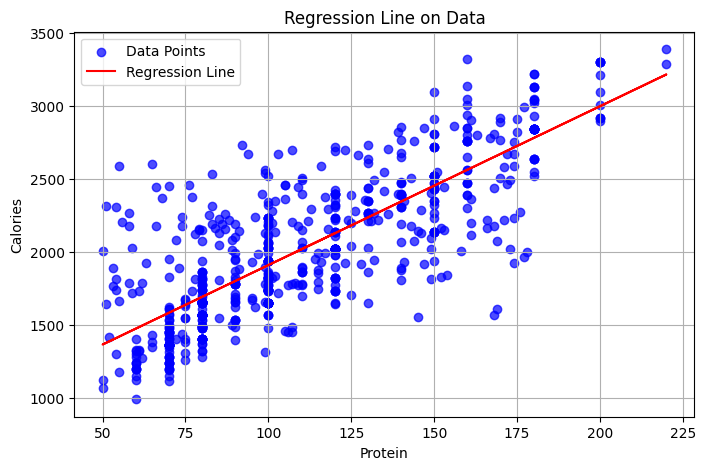 Regression Line on Data
Data Points
Regression Line
Calories
3500
3000
2500
2000
1500
1000
50
75
100
125
150
175
200
225
Protein